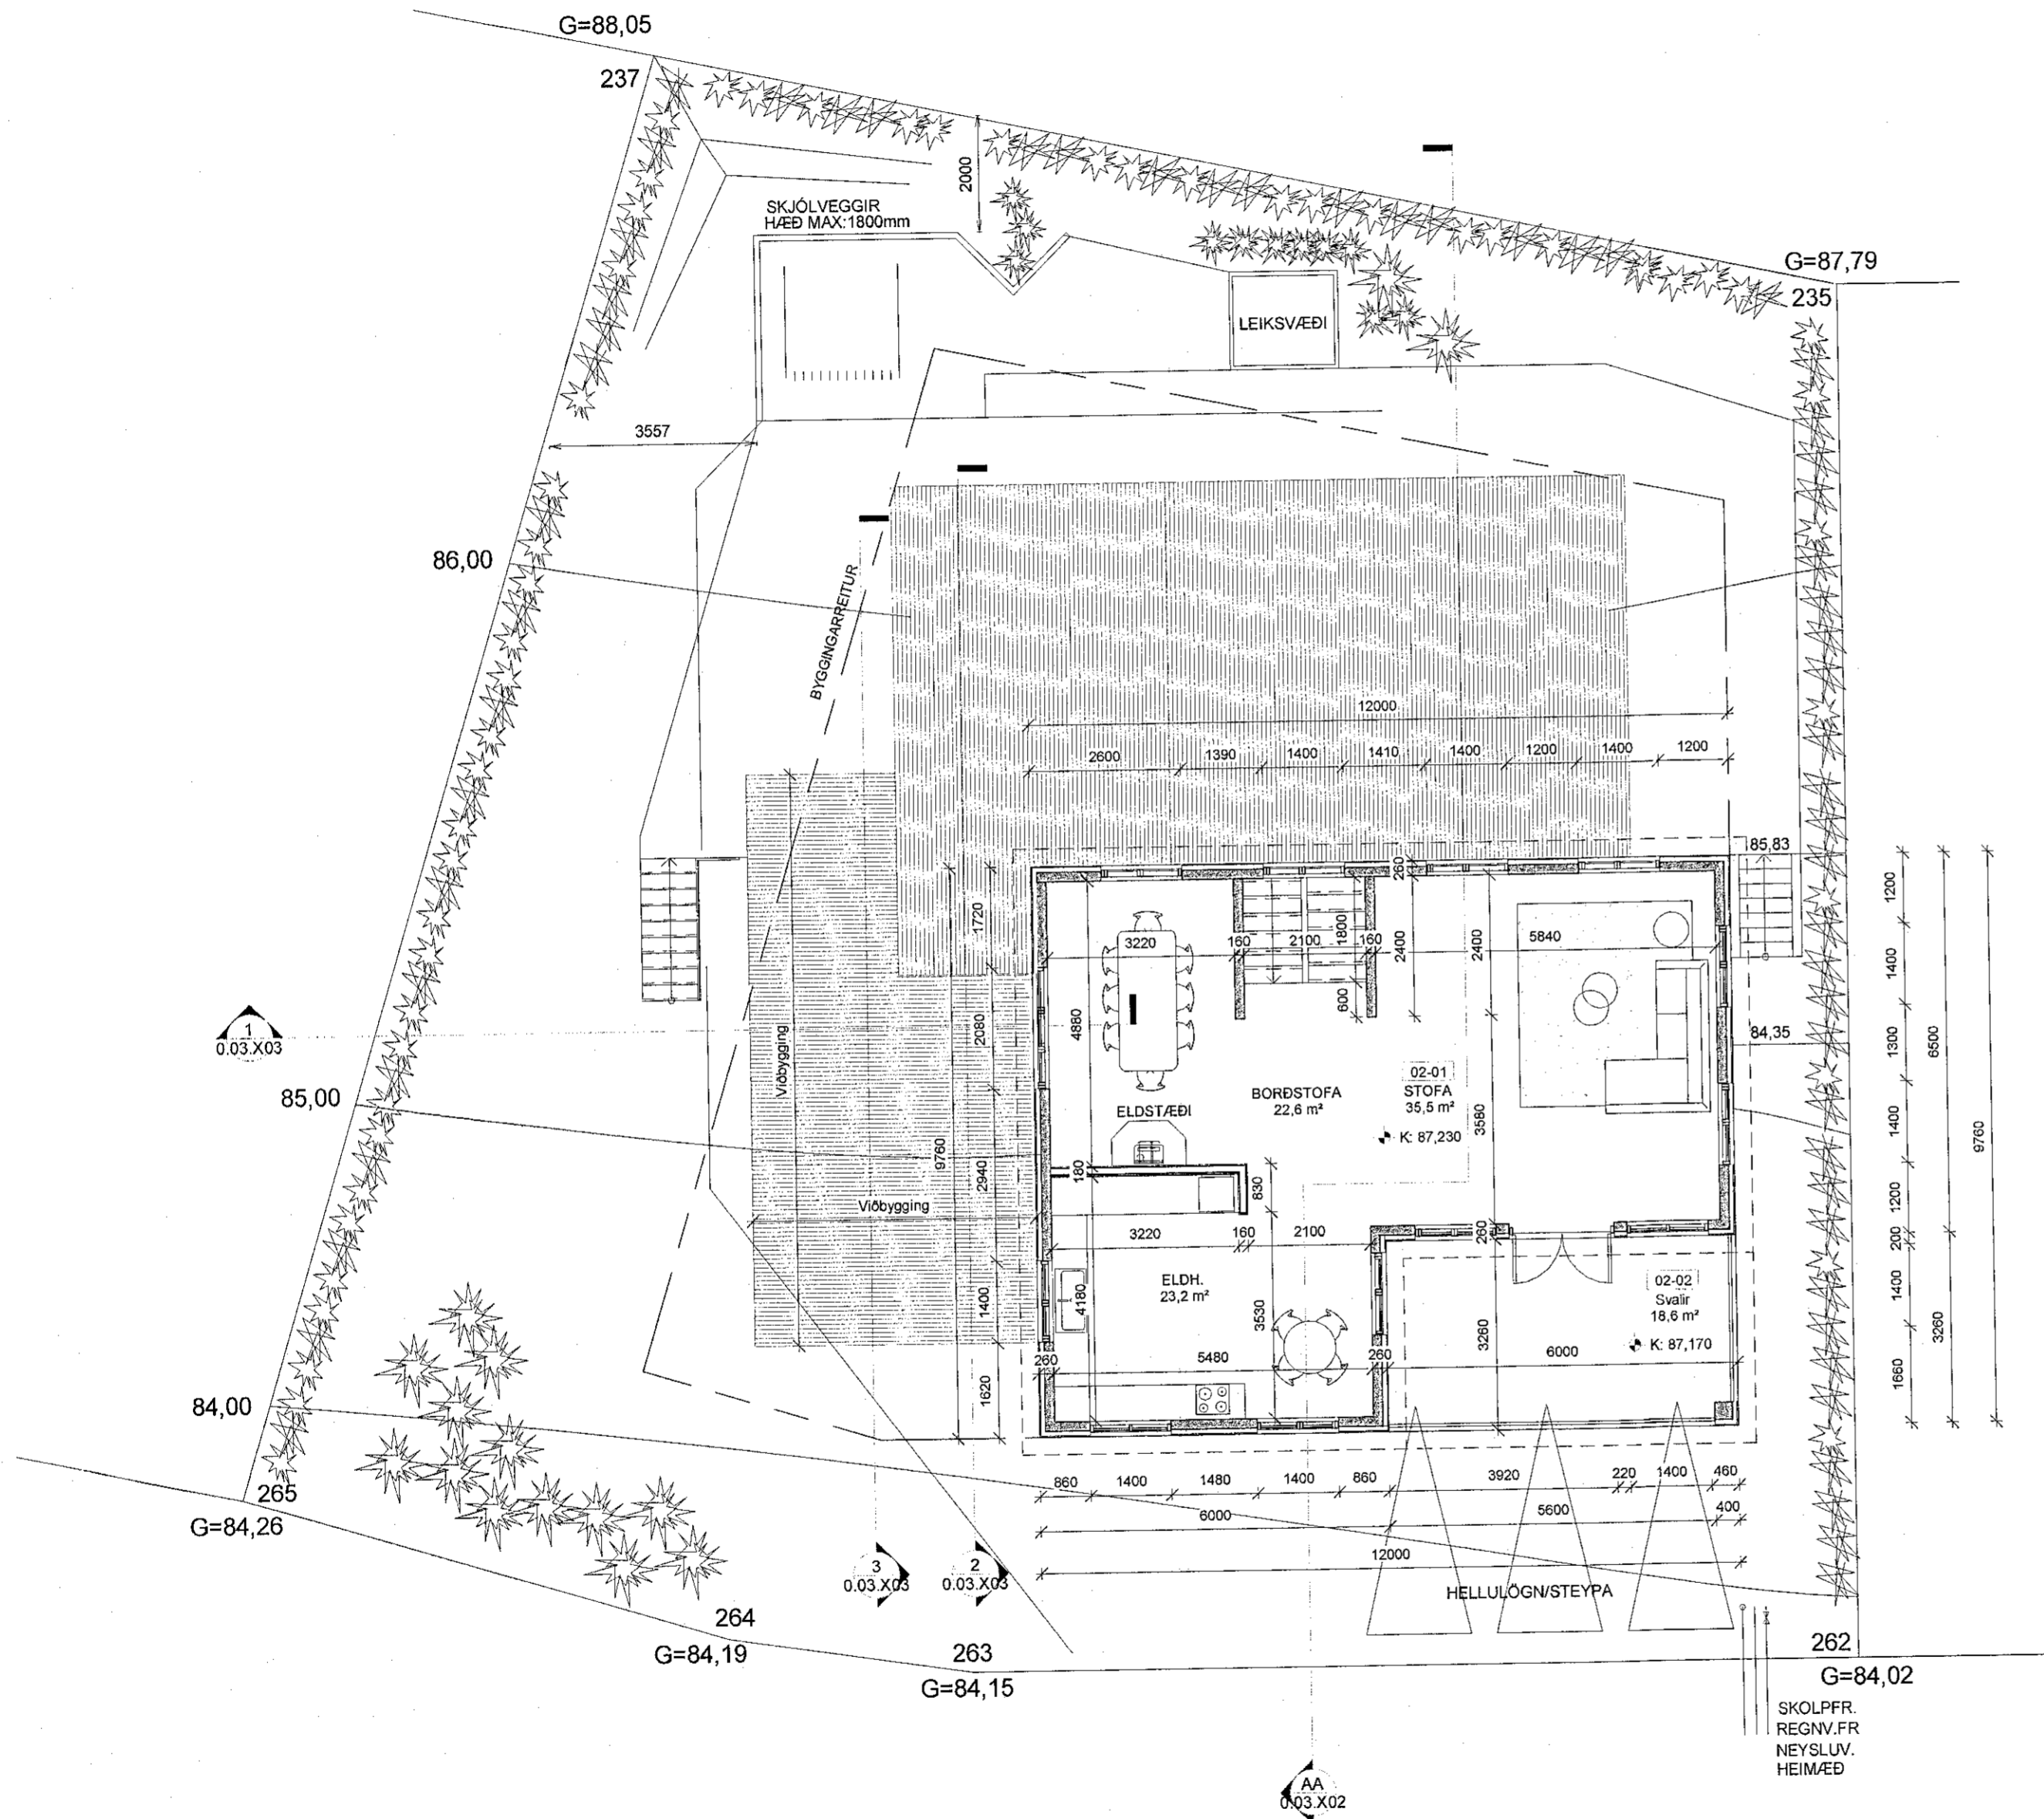 G=88,05
237
2000
SKJÓLVEGGIR
HÆÐ MAX:1800mm
G=87,79
235
LEIKSVÆÐI
3557
86,00
BYGGINGARREITUR
12000
2600 1390 1400 1410 1400 1200 1400 1200
85,83
260
1720
1200
3220 160 2100 1800 160 2400 2400 5840
1400
600
1
0.03.X03
Viðbygging
2080
4880
1300
6500
84,35
02-01
STOFA
35,5 m²
BORÐSTOFA
22,6 m²
ELDSTÆÐI
K: 87,230
3580
1400
9760
85,00
9760
2940
180
830
Viðbygging
1200
3220 160 2100
260
200
ELDH.
23,2 m²
02-02
Svalir
18,6 m²
K: 87,170
4180
3530
1400
3260
1400
3260
260 5480 260 6000
1620
1660
84,00
265
G=84,26
860 1400 1480 1400 860 3920 220 1400 460
6000 5600 400
12000
3
0.03.X03
2
0.03.X03
HELLULÖGN/STEYPA
264
G=84,19
263
G=84,15
262
G=84,02
SKOLPFR.
REGNV.FR
NEYSLUV.
HEIMÆÐ
AA
0.03.X02